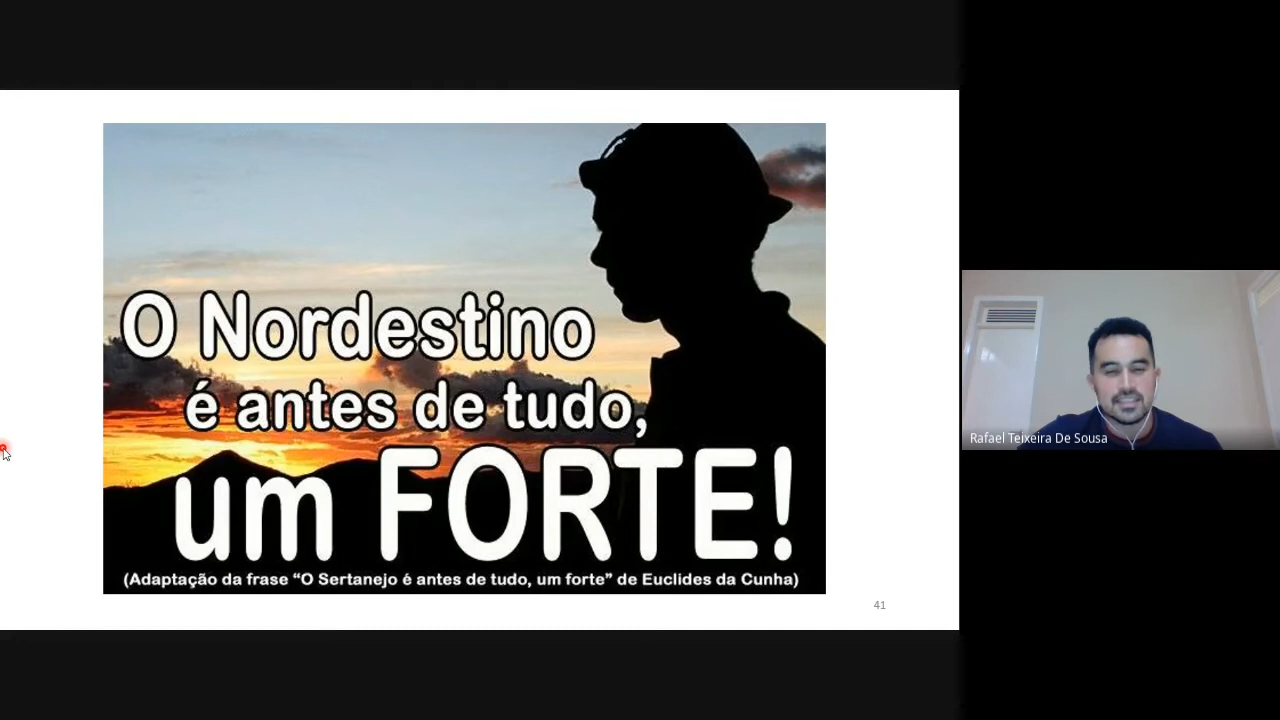 O Nordestino
é antes de tudo,
um FORTE!
(Adaptação da frase “O Sertanejo é antes de tudo, um forte” de Euclides da Cunha)
41
Rafael Teixeira De Sousa